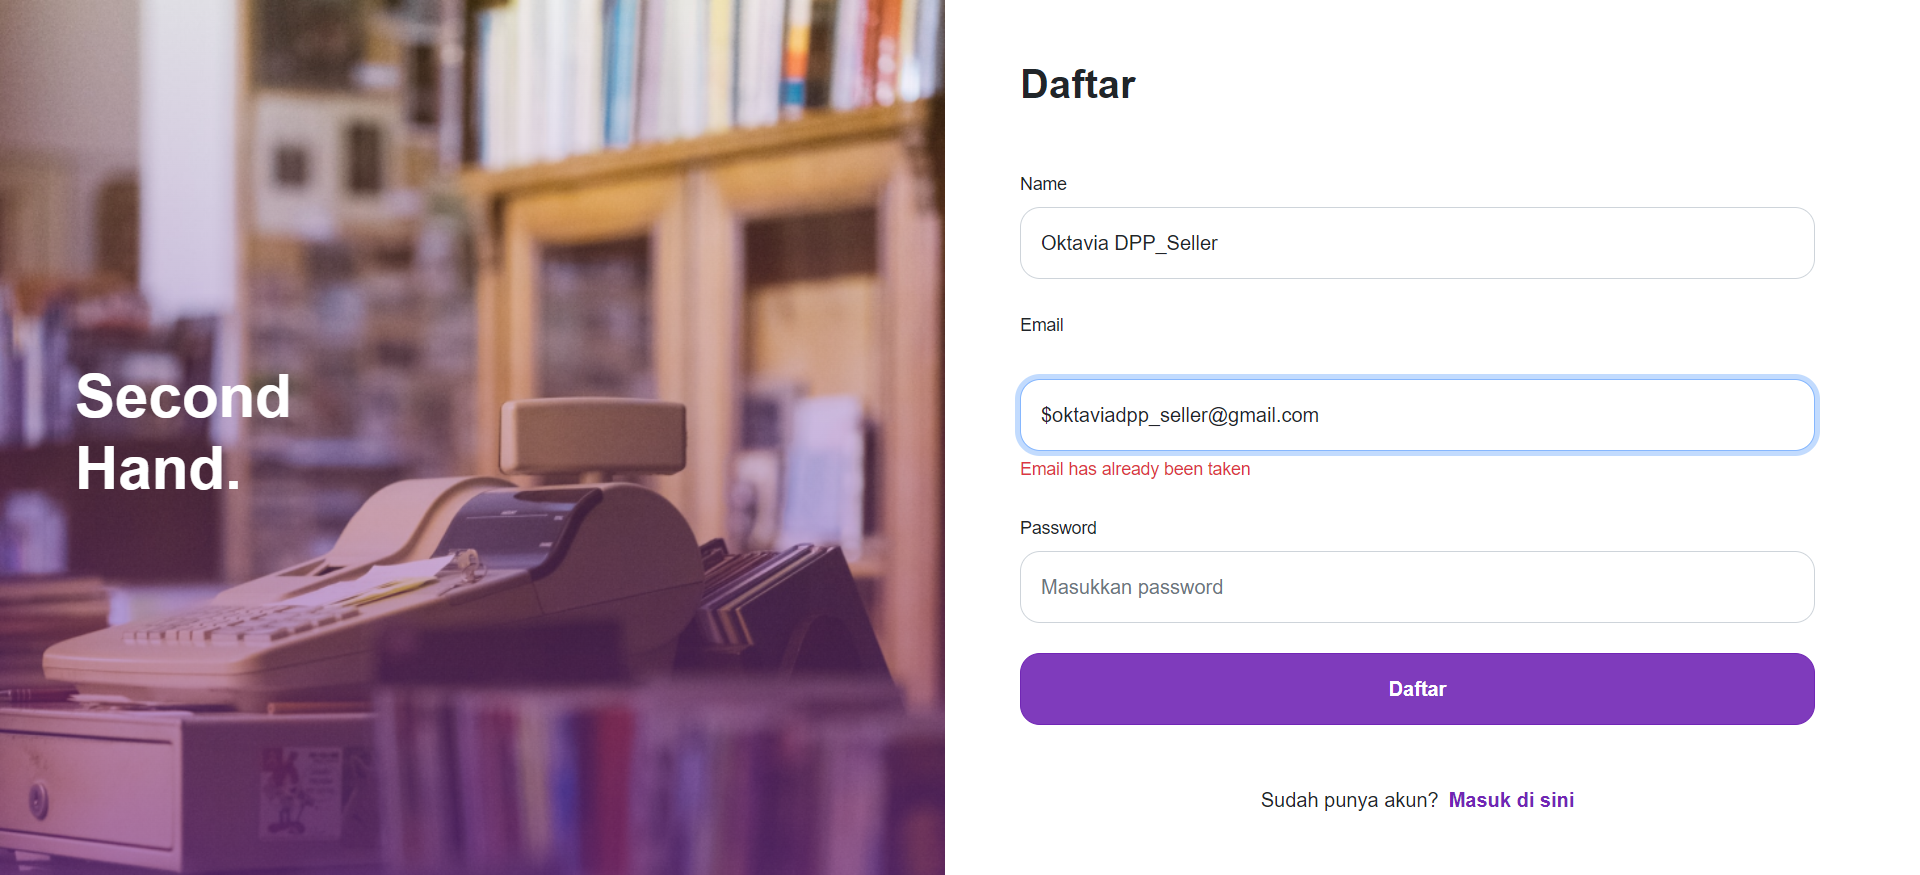 Second
Hand.
Daftar
Name
Oktavia DPP_Seller
Email
$oktaviadpp_seller@gmail.com
Email has already been taken
Password
Masukkan password
Daftar
Sudah punya akun? Masuk di sini